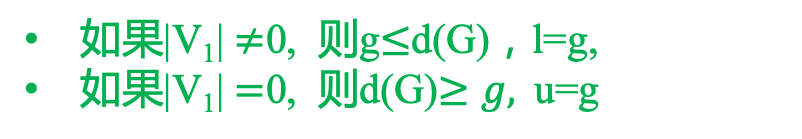 • 如果|V₁| ≠0, 则g≤d(G)，l=g,
• 如果|V₁| =0, 则d(G)≥ g, u=g